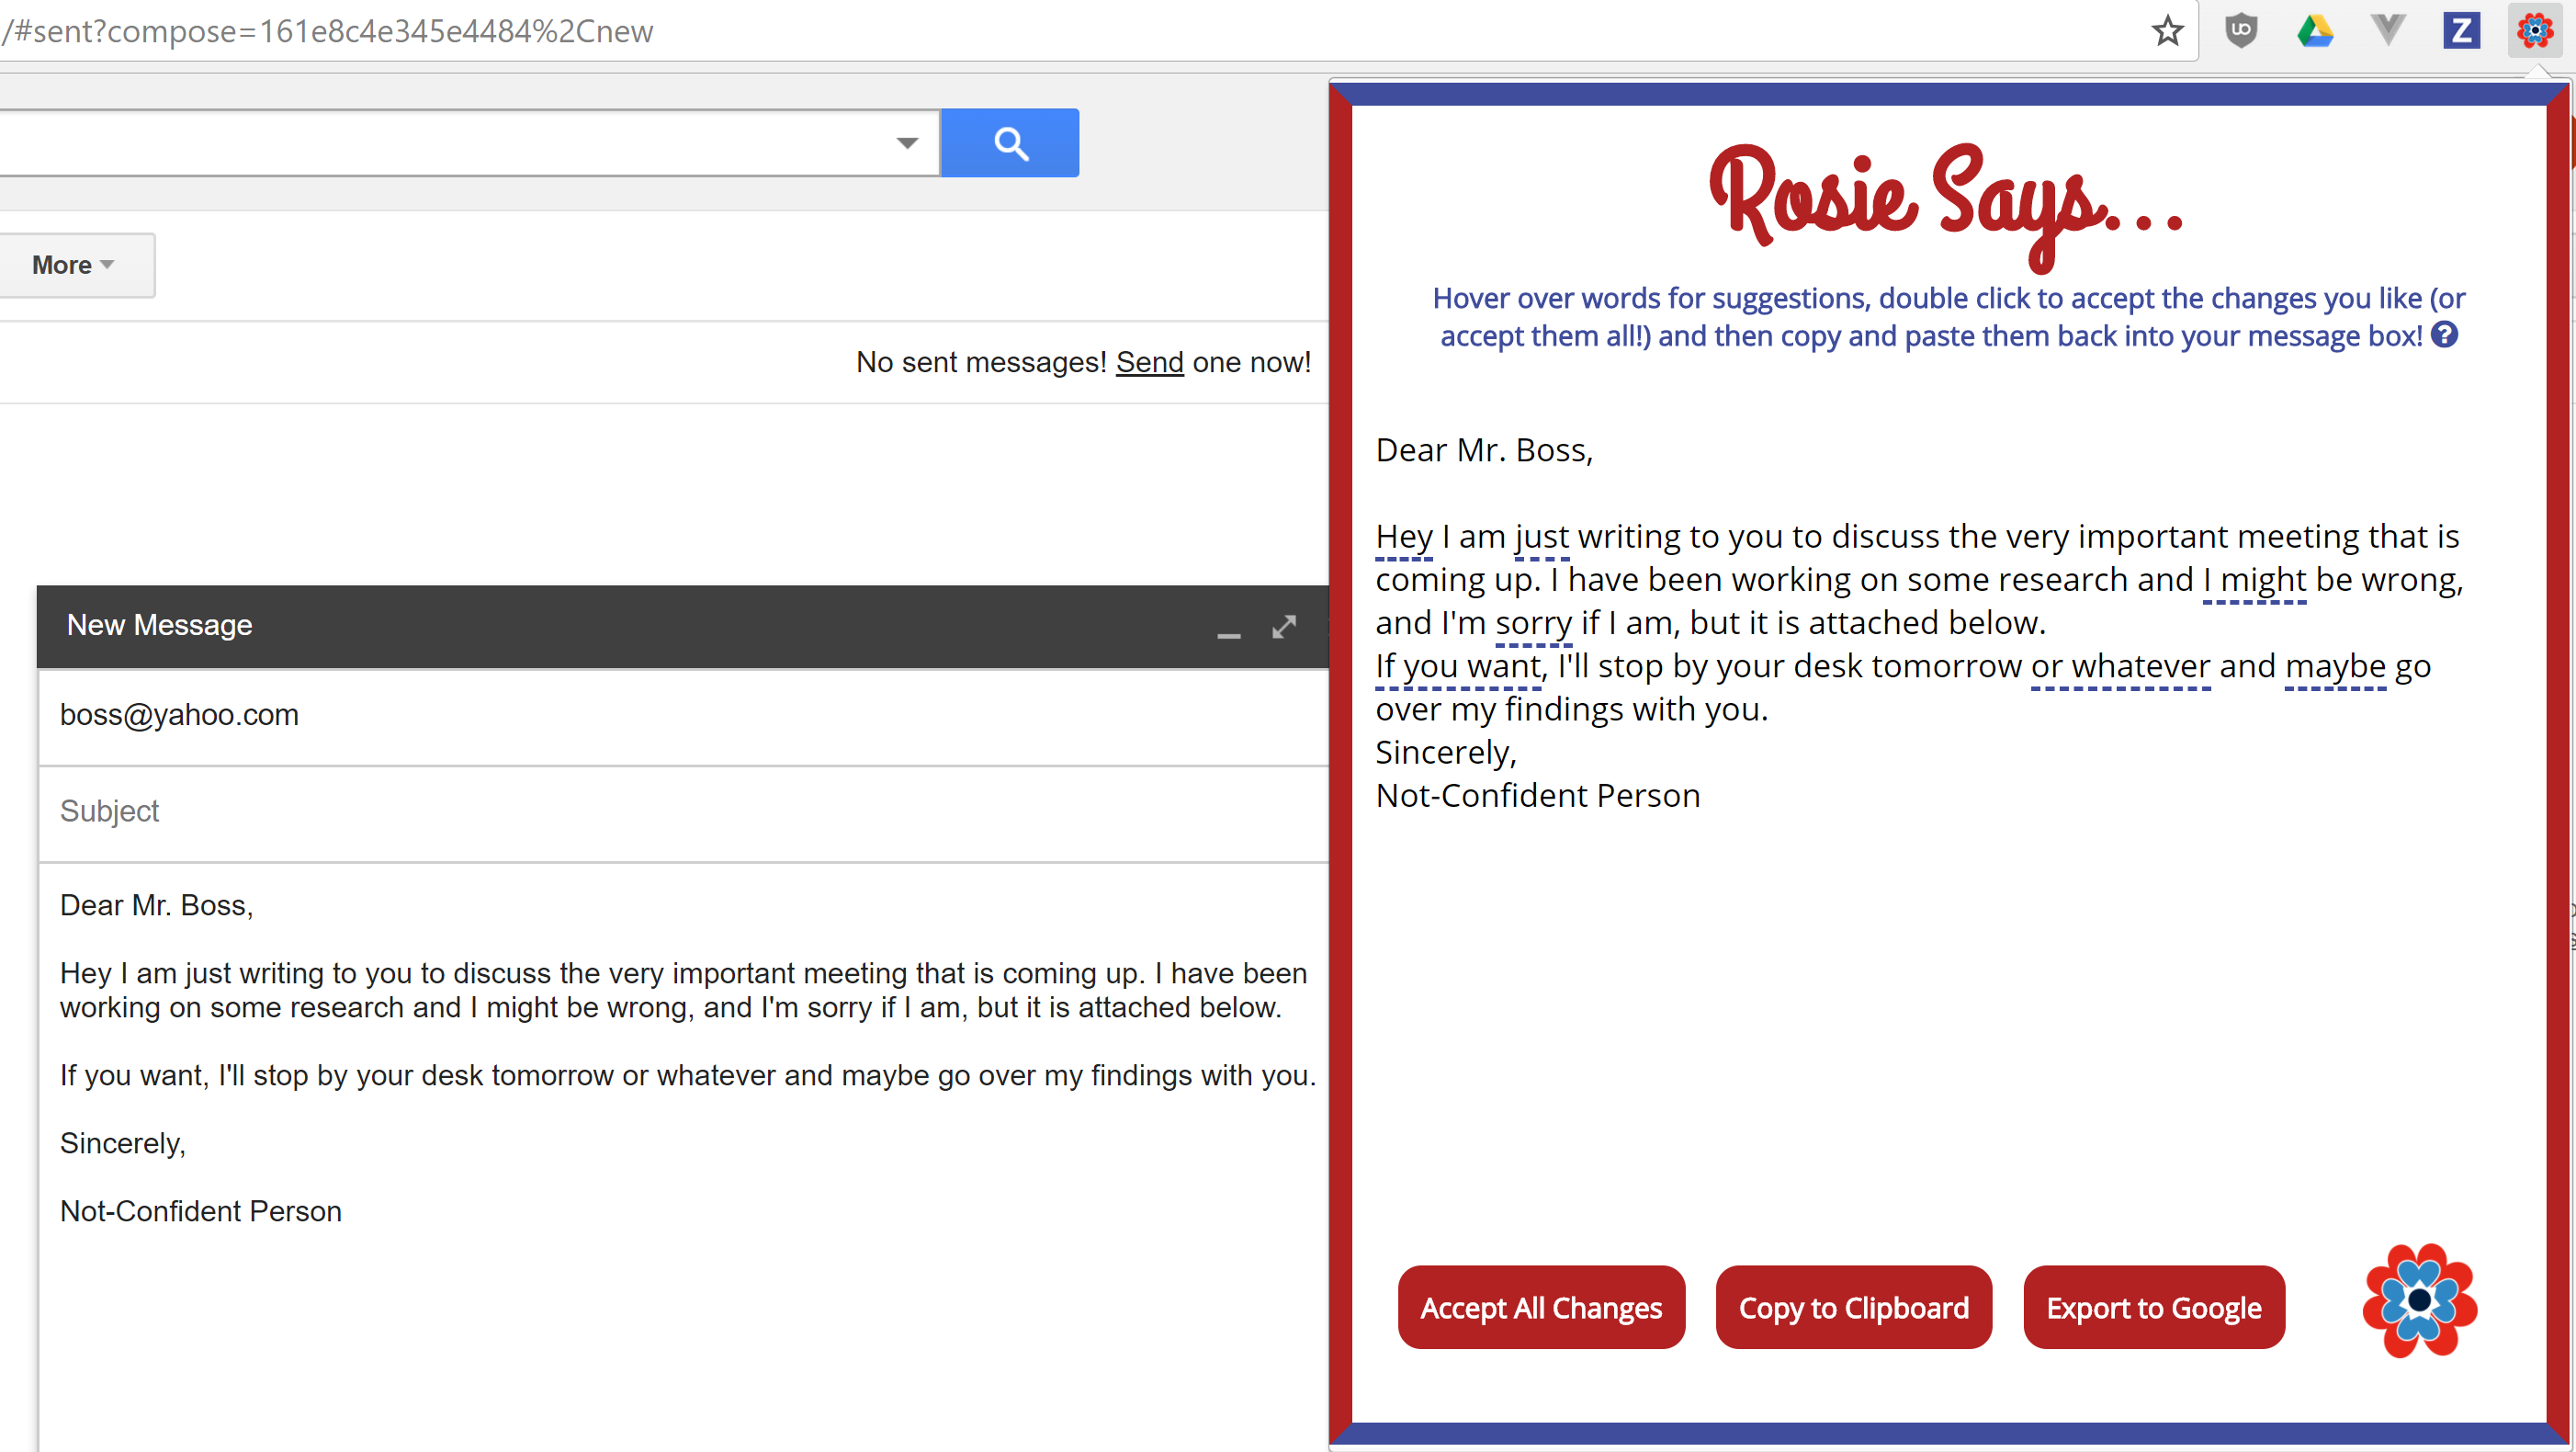 /#sent?compose=161e8c4e345e4484%2Cnew
uo
Z
More
No sent messages! Send one now!
New Message
boss@yahoo.com
Subject
Dear Mr. Boss,
Hey I am just writing to you to discuss the very important meeting that is coming up. I have been
working on some research and I might be wrong, and I'm sorry if I am, but it is attached below.
If you want, I'll stop by your desk tomorrow or whatever and maybe go over my findings with you.
Sincerely,
Not-Confident Person
Rosie Says...
Hover over words for suggestions, double click to accept the changes you like (or
accept them all!) and then copy and paste them back into your message box! ?
Dear Mr. Boss,
Hey I am just writing to you to discuss the very important meeting that is
coming up. I have been working on some research and I might be wrong,
and I'm sorry if I am, but it is attached below.
If you want, I'll stop by your desk tomorrow or whatever and maybe go
over my findings with you.
Sincerely,
Not-Confident Person
Accept All Changes
Copy to Clipboard
Export to Google